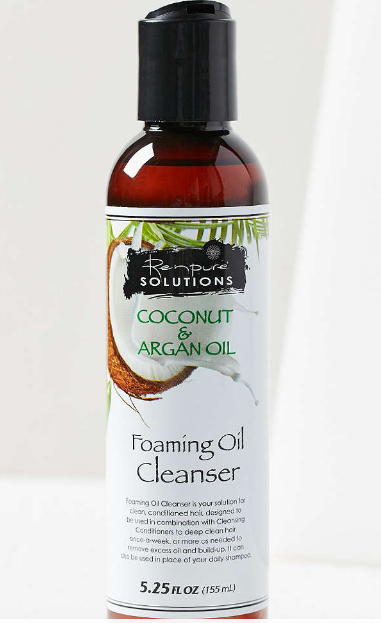 Renpure
SOLUTIONS
COCONUT
&
ARGAN OIL
Foaming Oil
Cleanser
Foaming Oil Cleanser is your solution for
clean, conditioned hair, designed to
be used in combination with Cleansing
Conditioners to deep clean hair
once-a-week, or more as needed to
remove excess oil and build-up. It can
also be used in place of your daily shampoo.
5.25 FL OZ (155 mL)